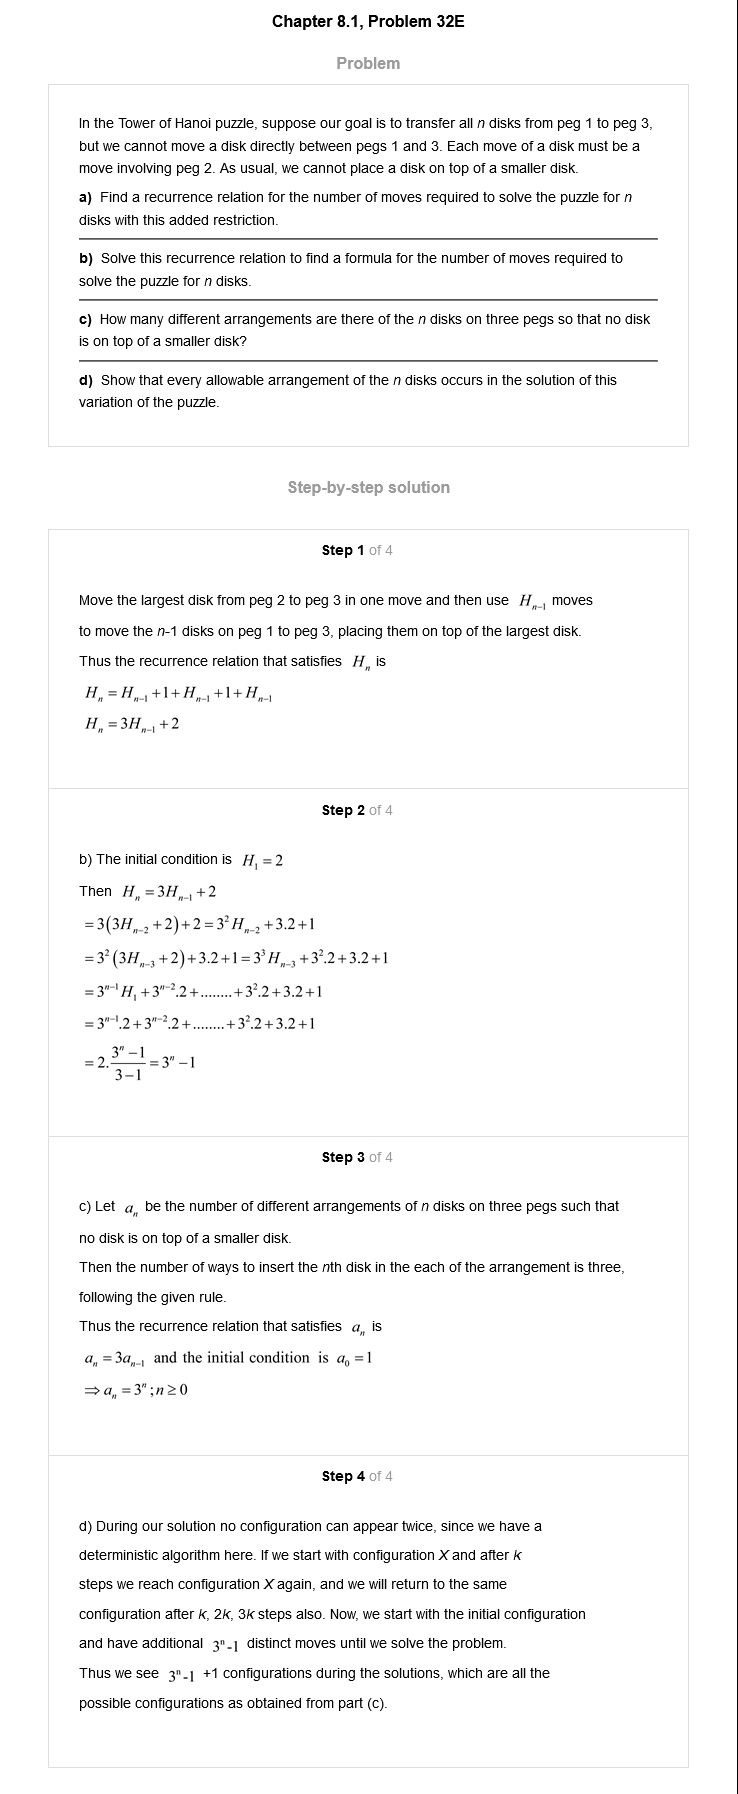 Chapter 8.1, Problem 32E
Problem
In the Tower of Hanoi puzzle, suppose our goal is to transfer all n disks from peg 1 to peg 3,
but we cannot move a disk directly between pegs 1 and 3. Each move of a disk must be a
move involving peg 2. As usual, we cannot place a disk on top of a smaller disk.
a) Find a recurrence relation for the number of moves required to solve the puzzle for n
disks with this added restriction.
b) Solve this recurrence relation to find a formula for the number of moves required to
solve the puzzle for n disks.
c) How many different arrangements are there of the n disks on three pegs so that no disk
is on top of a smaller disk?
d) Show that every allowable arrangement of the n disks occurs in the solution of this
variation of the puzzle.
Step-by-step solution
Step 1 of 4
Move the largest disk from peg 2 to peg 3 in one move and then use H_{n-1} moves
to move the n-1 disks on peg 1 to peg 3, placing them on top of the largest disk.
Thus the recurrence relation that satisfies H_n is
H_n = H_{n-1} + 1 + H_{n-1} + 1 + H_{n-1}
H_n = 3H_{n-1} + 2
Step 2 of 4
b) The initial condition is H_1 = 2
Then H_n = 3H_{n-1} + 2
= 3(3H_{n-2} + 2) + 2 = 3^2 H_{n-2} + 3.2 + 1
= 3^2 (3H_{n-3} + 2) + 3.2 + 1 = 3^3 H_{n-3} + 3^2.2 + 3.2 + 1
= 3^{n-1} H_1 + 3^{n-2}.2 + ........ + 3^2.2 + 3.2 + 1
= 3^{n-1}.2 + 3^{n-2}.2 + ........ + 3^2.2 + 3.2 + 1
= 2. (3^n − 1)/(3 − 1) = 3^n − 1
Step 3 of 4
c) Let a_n be the number of different arrangements of n disks on three pegs such that
no disk is on top of a smaller disk.
Then the number of ways to insert the nth disk in the each of the arrangement is three,
following the given rule.
Thus the recurrence relation that satisfies a_n is
a_n = 3a_{n-1} and the initial condition is a_0 = 1
⇒ a_n = 3^n ; n ≥ 0
Step 4 of 4
d) During our solution no configuration can appear twice, since we have a
deterministic algorithm here. If we start with configuration X and after k
steps we reach configuration X again, and we will return to the same
configuration after k, 2k, 3k steps also. Now, we start with the initial configuration
and have additional 3^n-1 distinct moves until we solve the problem.
Thus we see 3^n-1 +1 configurations during the solutions, which are all the
possible configurations as obtained from part (c).